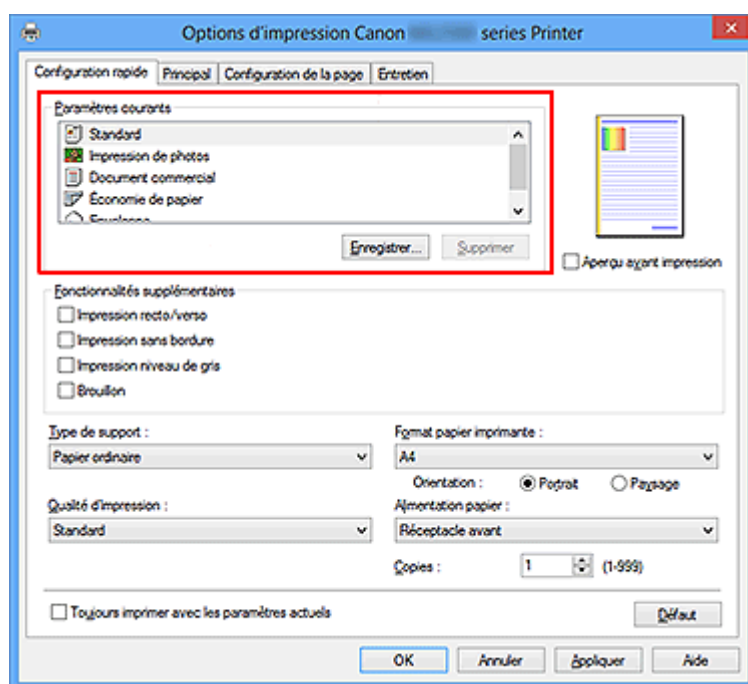 Options d'impression Canon series Printer
Configuration rapide Principal Configuration de la page Entretien
Paramètres courants
Standard
Impression de photos
Document commercial
Économie de papier
Enregistrer... Supprimer
Aperçu avant impression
Fonctionnalités supplémentaires
Impression recto/verso
Impression sans bordure
Impression niveau de gris
Brouillon
Type de support :
Papier ordinaire
Format papier imprimante :
A4
Orientation : Portrait Paysage
Qualité d'impression :
Standard
Alimentation papier :
Réceptacle avant
Copies : 1 (1-999)
Toujours imprimer avec les paramètres actuels
Défaut
OK Annuler Appliquer Aide